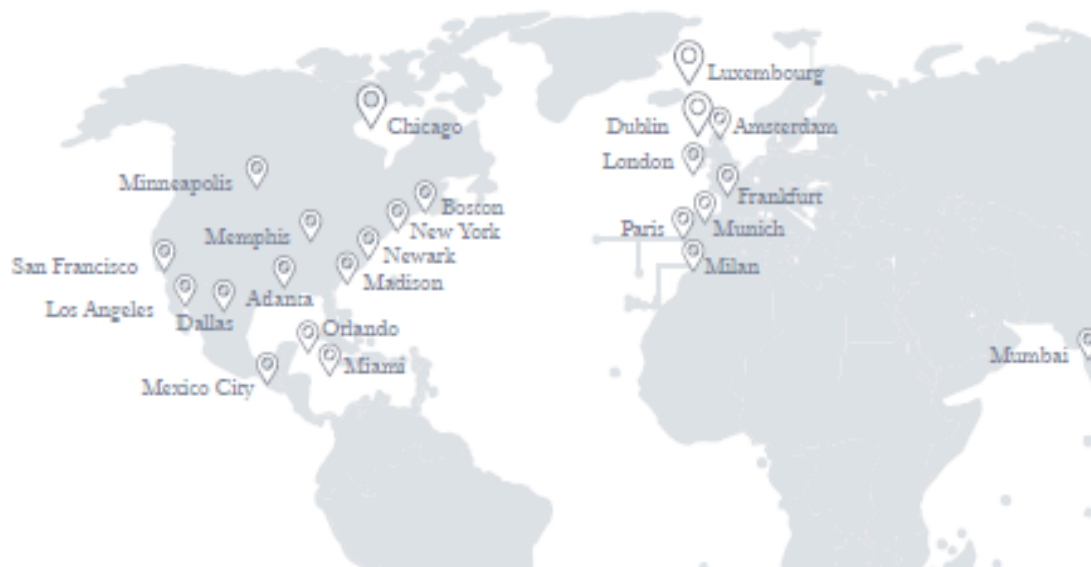 Luxembourg
Chicago
Dublin
Amsterdam
London
Minneapolis
Frankfurt
Boston
New York
Paris
Munich
Memphis
Newark
San Francisco
Milan
Madison
Atlanta
Los Angeles
Dallas
Orlando
Mumbai
Miami
Mexico City